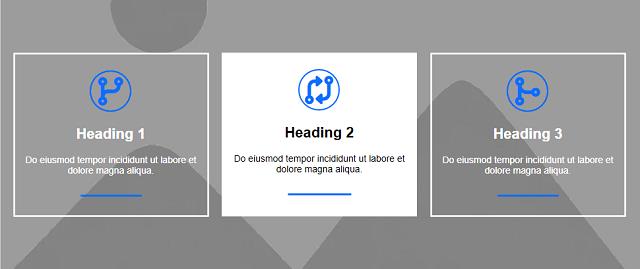 Heading 1
Do eiusmod tempor incididunt ut labore et
dolore magna aliqua.
Heading 2
Do eiusmod tempor incididunt ut labore et
dolore magna aliqua.
Heading 3
Do eiusmod tempor incididunt ut labore et
dolore magna aliqua.